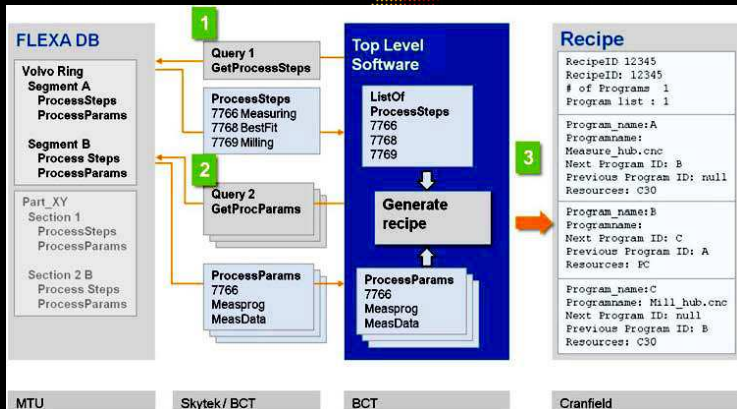 1
FLEXA DB
Volvo Ring
Segment A
ProcessSteps
ProcessParams
Segment B
Process Steps
ProcessParams
Part_XY
Section 1
ProcessSteps
ProcessParams
Section 2 B
Process Steps
ProcessParams
Query 1
GetProcessSteps
ProcessSteps
7766 Measuring
7768 BestFit
7769 Milling
2
Query 2
GetProcParams
ProcessParams
7766
Measprog
MeasData
Top Level
Software
ListOf
ProcessSteps
7766
7768
7769
Generate
recipe
ProcessParams
7766
Measprog
MeasData
3
Recipe
RecipeID 12345
RecipeID: 12345
# of Programs 1
Program list : 1
Program_name:A
Programname:
Measure_hub.cnc
Next Program ID: B
Previous Program ID: null
Resources: C30
Program_name:B
Programname:
Next Program ID: C
Previous Program ID: A
Resources: PC
Program_name:C
Programname: Mill_hub.cnc
Next Program ID: null
Previous Program ID: B
Resources: C30
MTU
Skytek / BCT
BCT
Cranfield